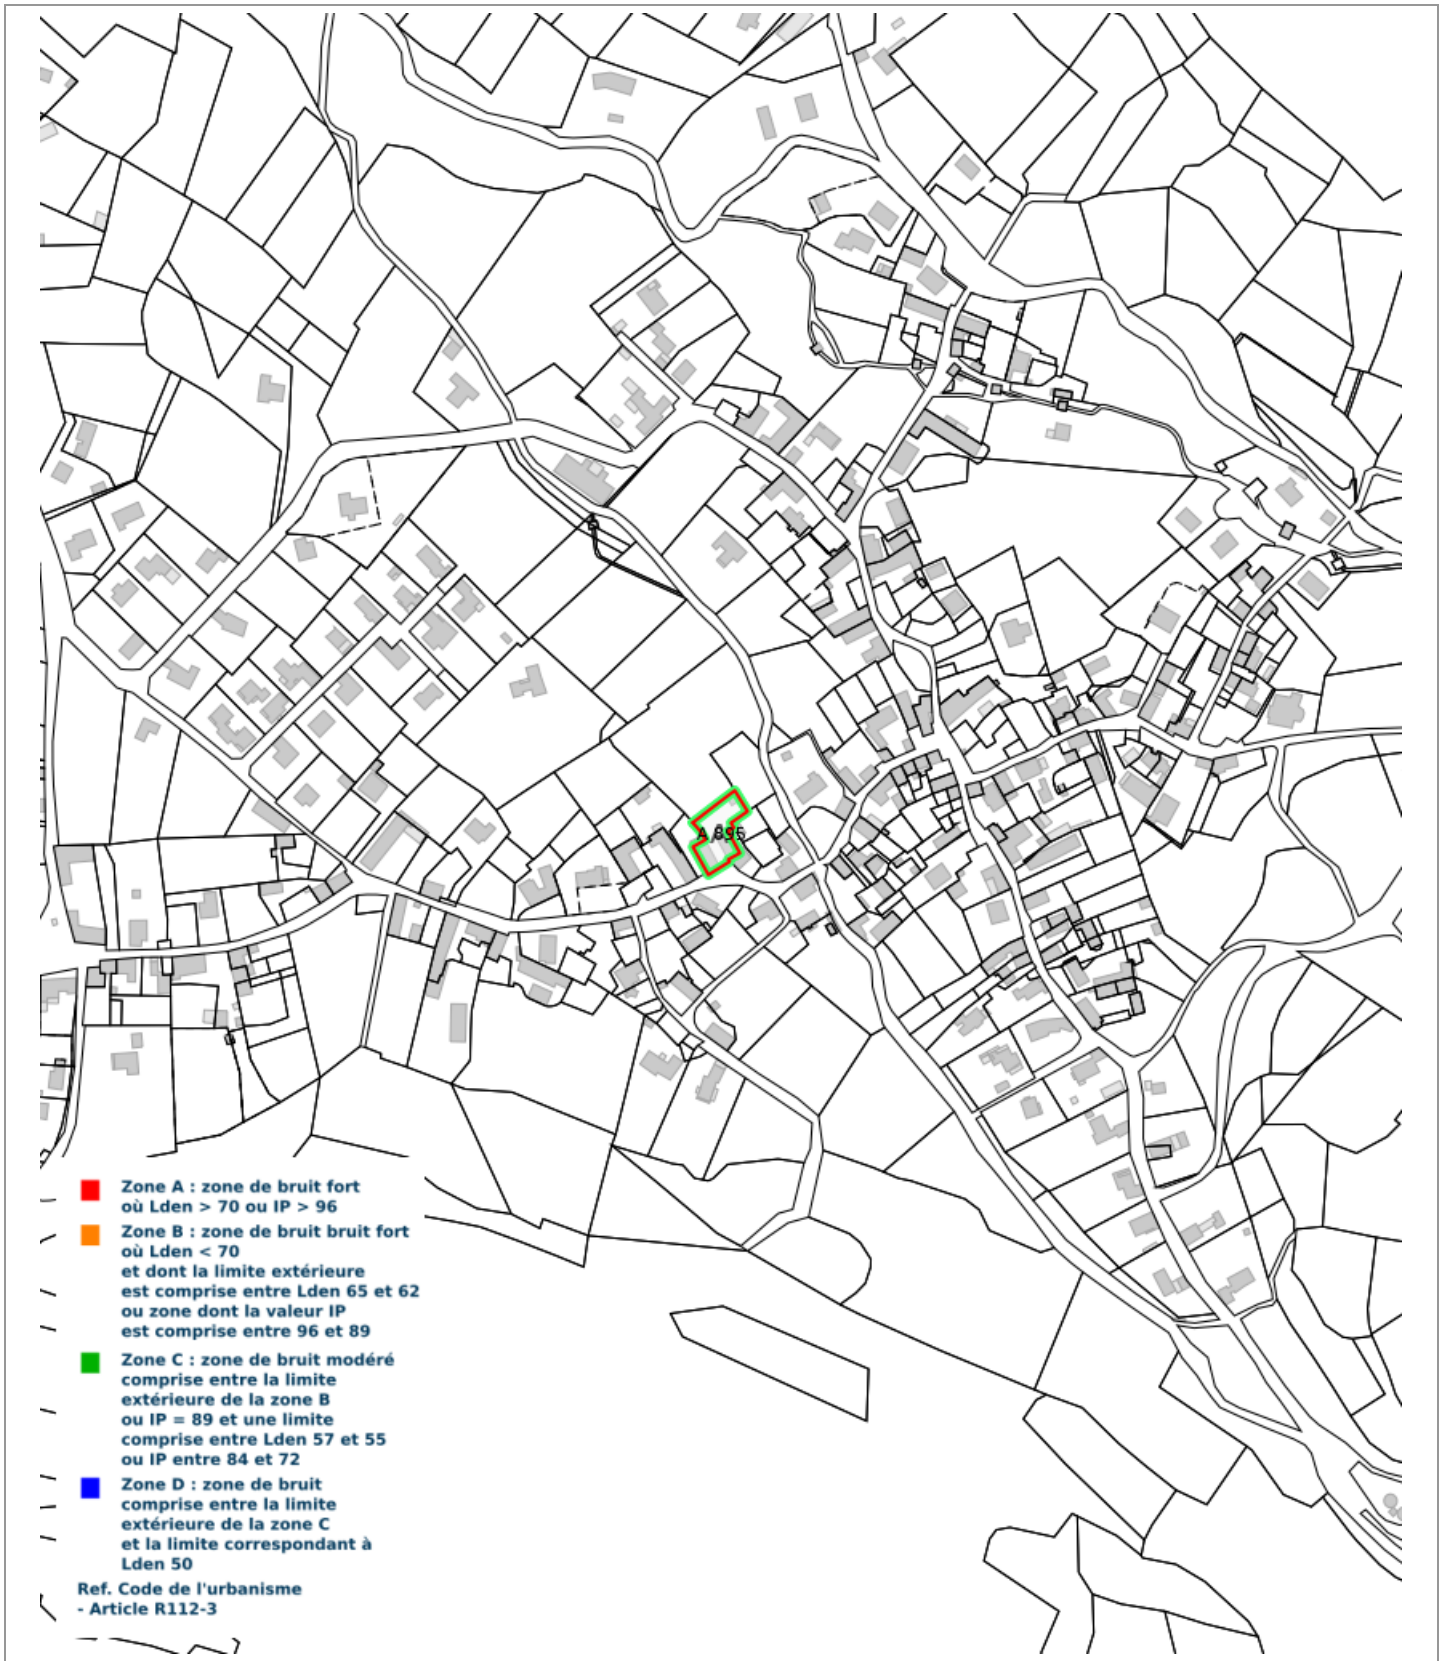 A 895
Zone A : zone de bruit fort
où Lden > 70 ou IP > 96
Zone B : zone de bruit bruit fort
où Lden < 70
et dont la limite extérieure
est comprise entre Lden 65 et 62
ou zone dont la valeur IP
est comprise entre 96 et 89
Zone C : zone de bruit modéré
comprise entre la limite
extérieure de la zone B
ou IP = 89 et une limite
comprise entre Lden 57 et 55
ou IP entre 84 et 72
Zone D : zone de bruit
comprise entre la limite
extérieure de la zone C
et la limite correspondant à
Lden 50
Ref. Code de l'urbanisme
- Article R112-3